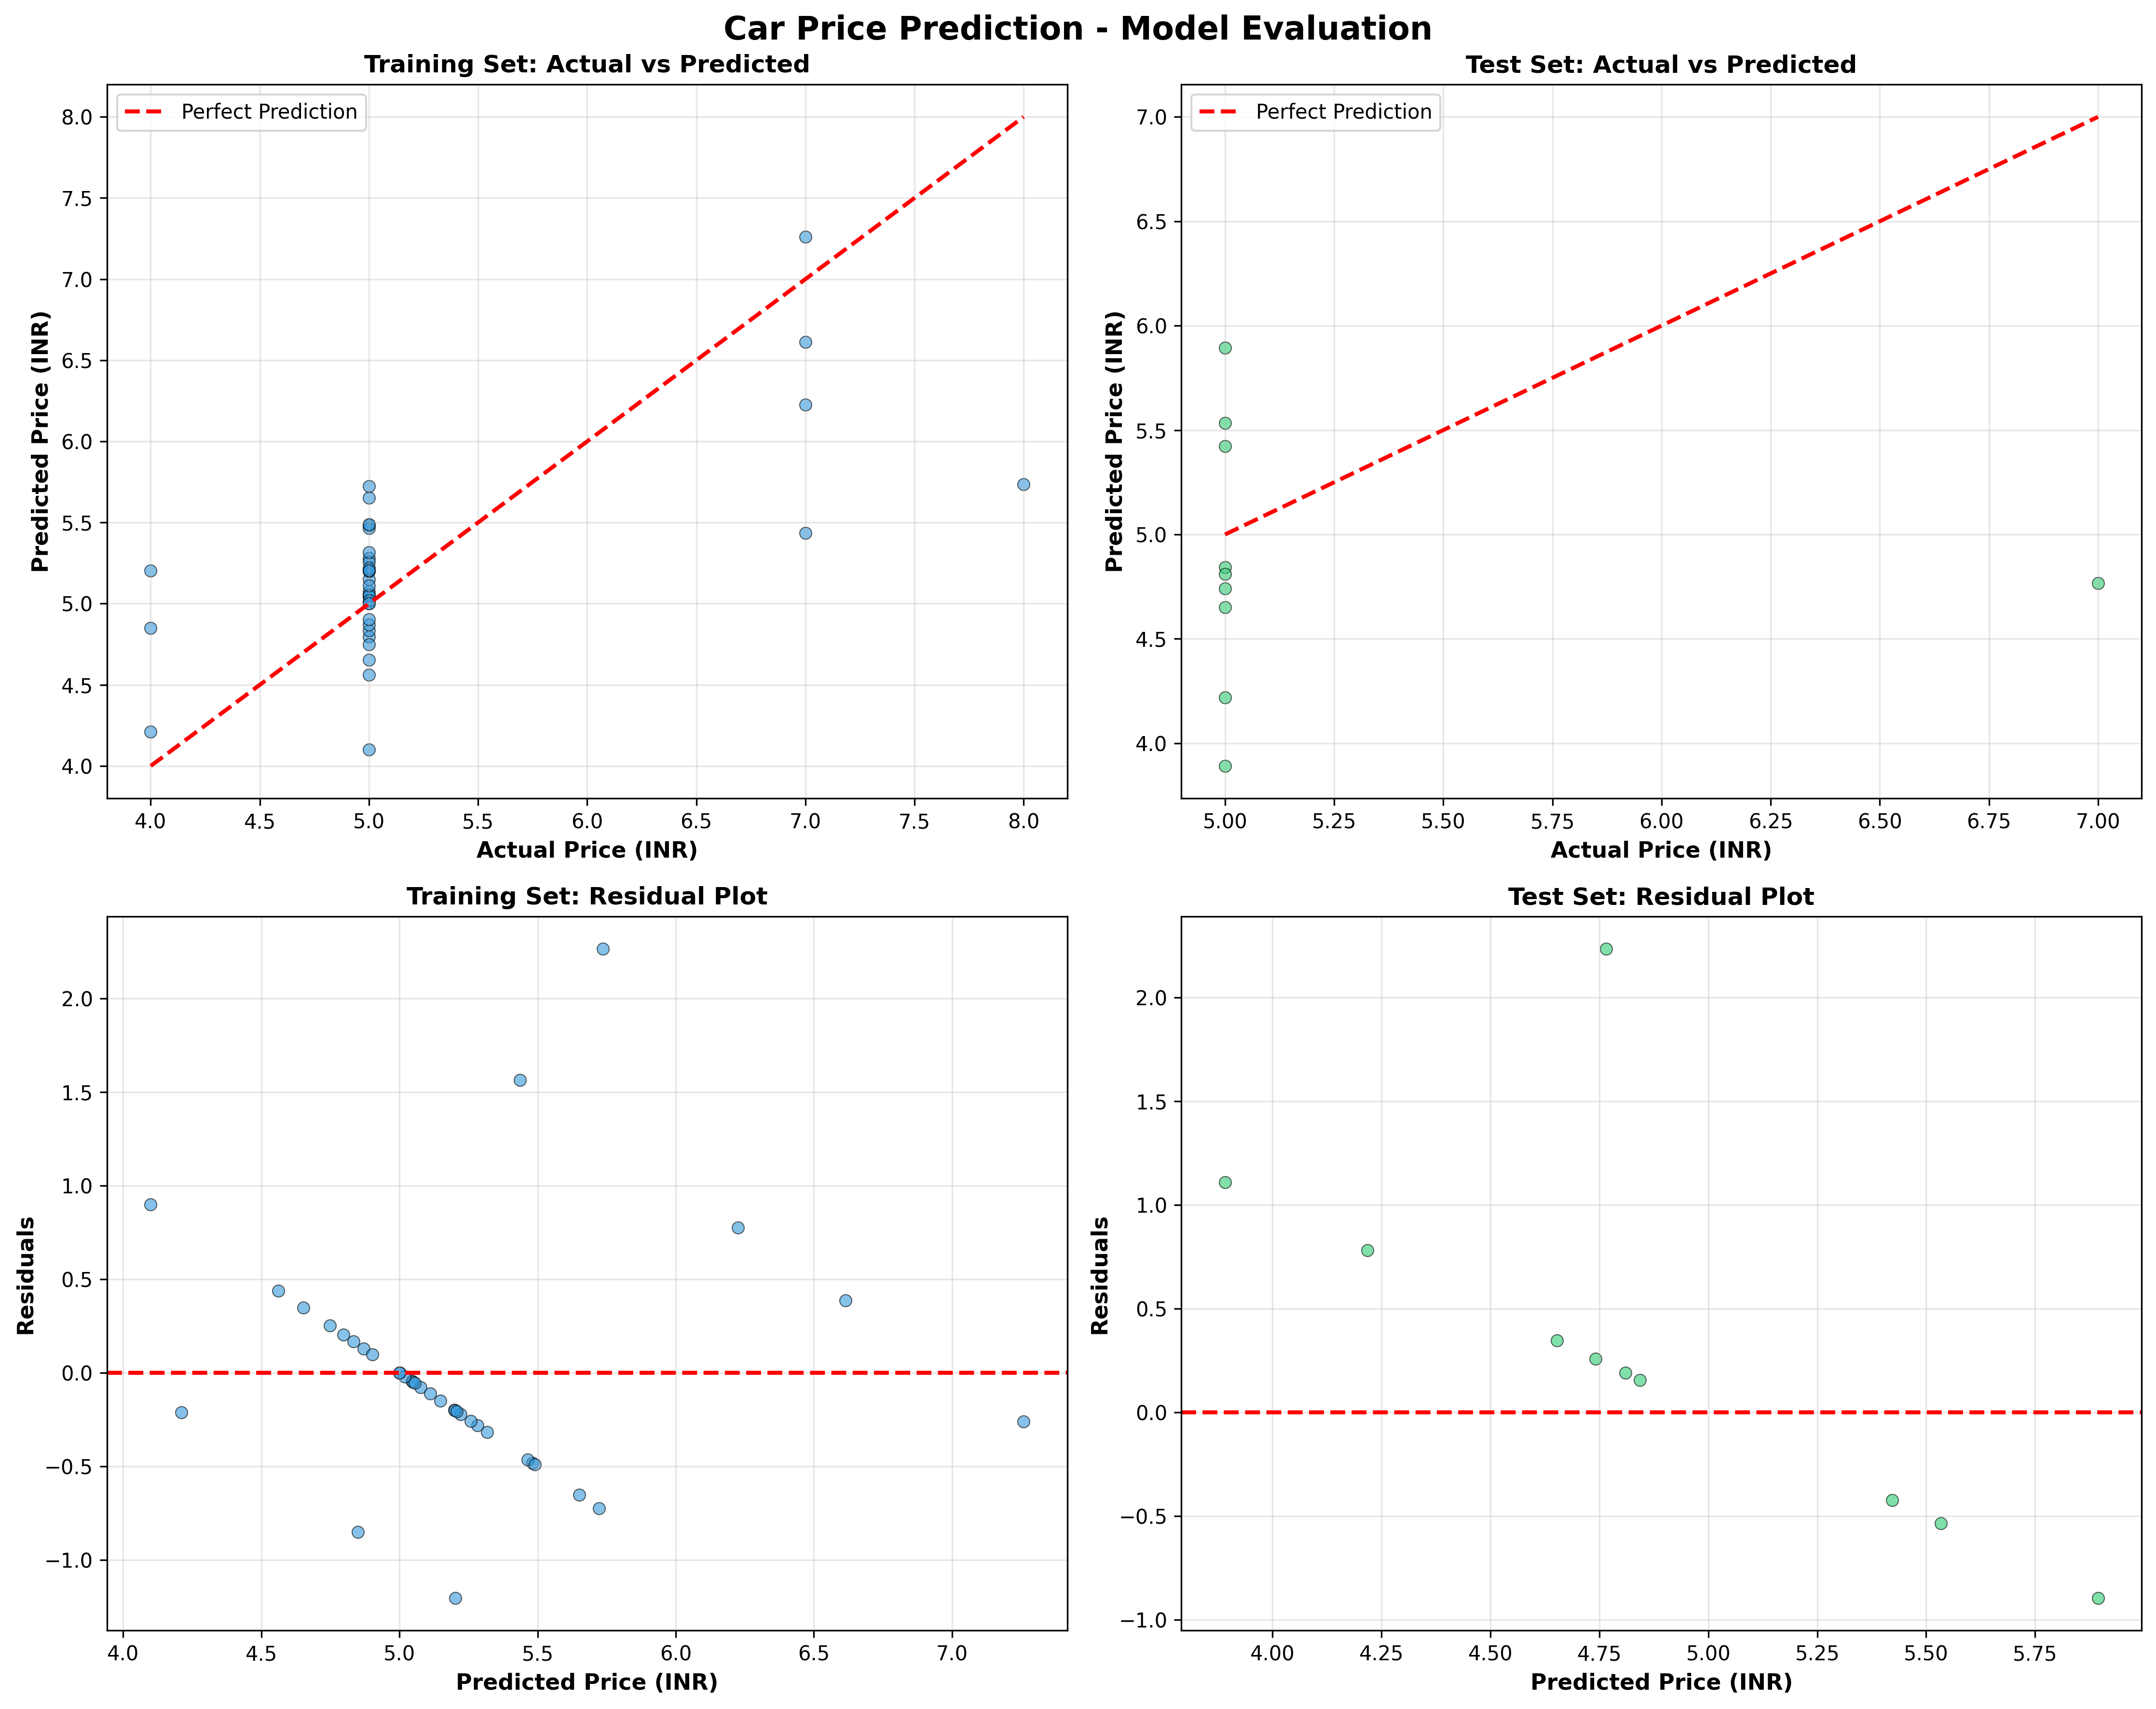 Car Price Prediction - Model Evaluation
Training Set: Actual vs Predicted
Perfect Prediction
Predicted Price (INR)
8.0
7.5
7.0
6.5
6.0
5.5
5.0
4.5
4.0
4.0 4.5 5.0 5.5 6.0 6.5 7.0 7.5 8.0
Actual Price (INR)
Test Set: Actual vs Predicted
Perfect Prediction
Predicted Price (INR)
7.0
6.5
6.0
5.5
5.0
4.5
4.0
5.00 5.25 5.50 5.75 6.00 6.25 6.50 6.75 7.00
Actual Price (INR)
Training Set: Residual Plot
Residuals
2.0
1.5
1.0
0.5
0.0
−0.5
−1.0
4.0 4.5 5.0 5.5 6.0 6.5 7.0
Predicted Price (INR)
Test Set: Residual Plot
Residuals
2.0
1.5
1.0
0.5
0.0
−0.5
−1.0
4.00 4.25 4.50 4.75 5.00 5.25 5.50 5.75
Predicted Price (INR)